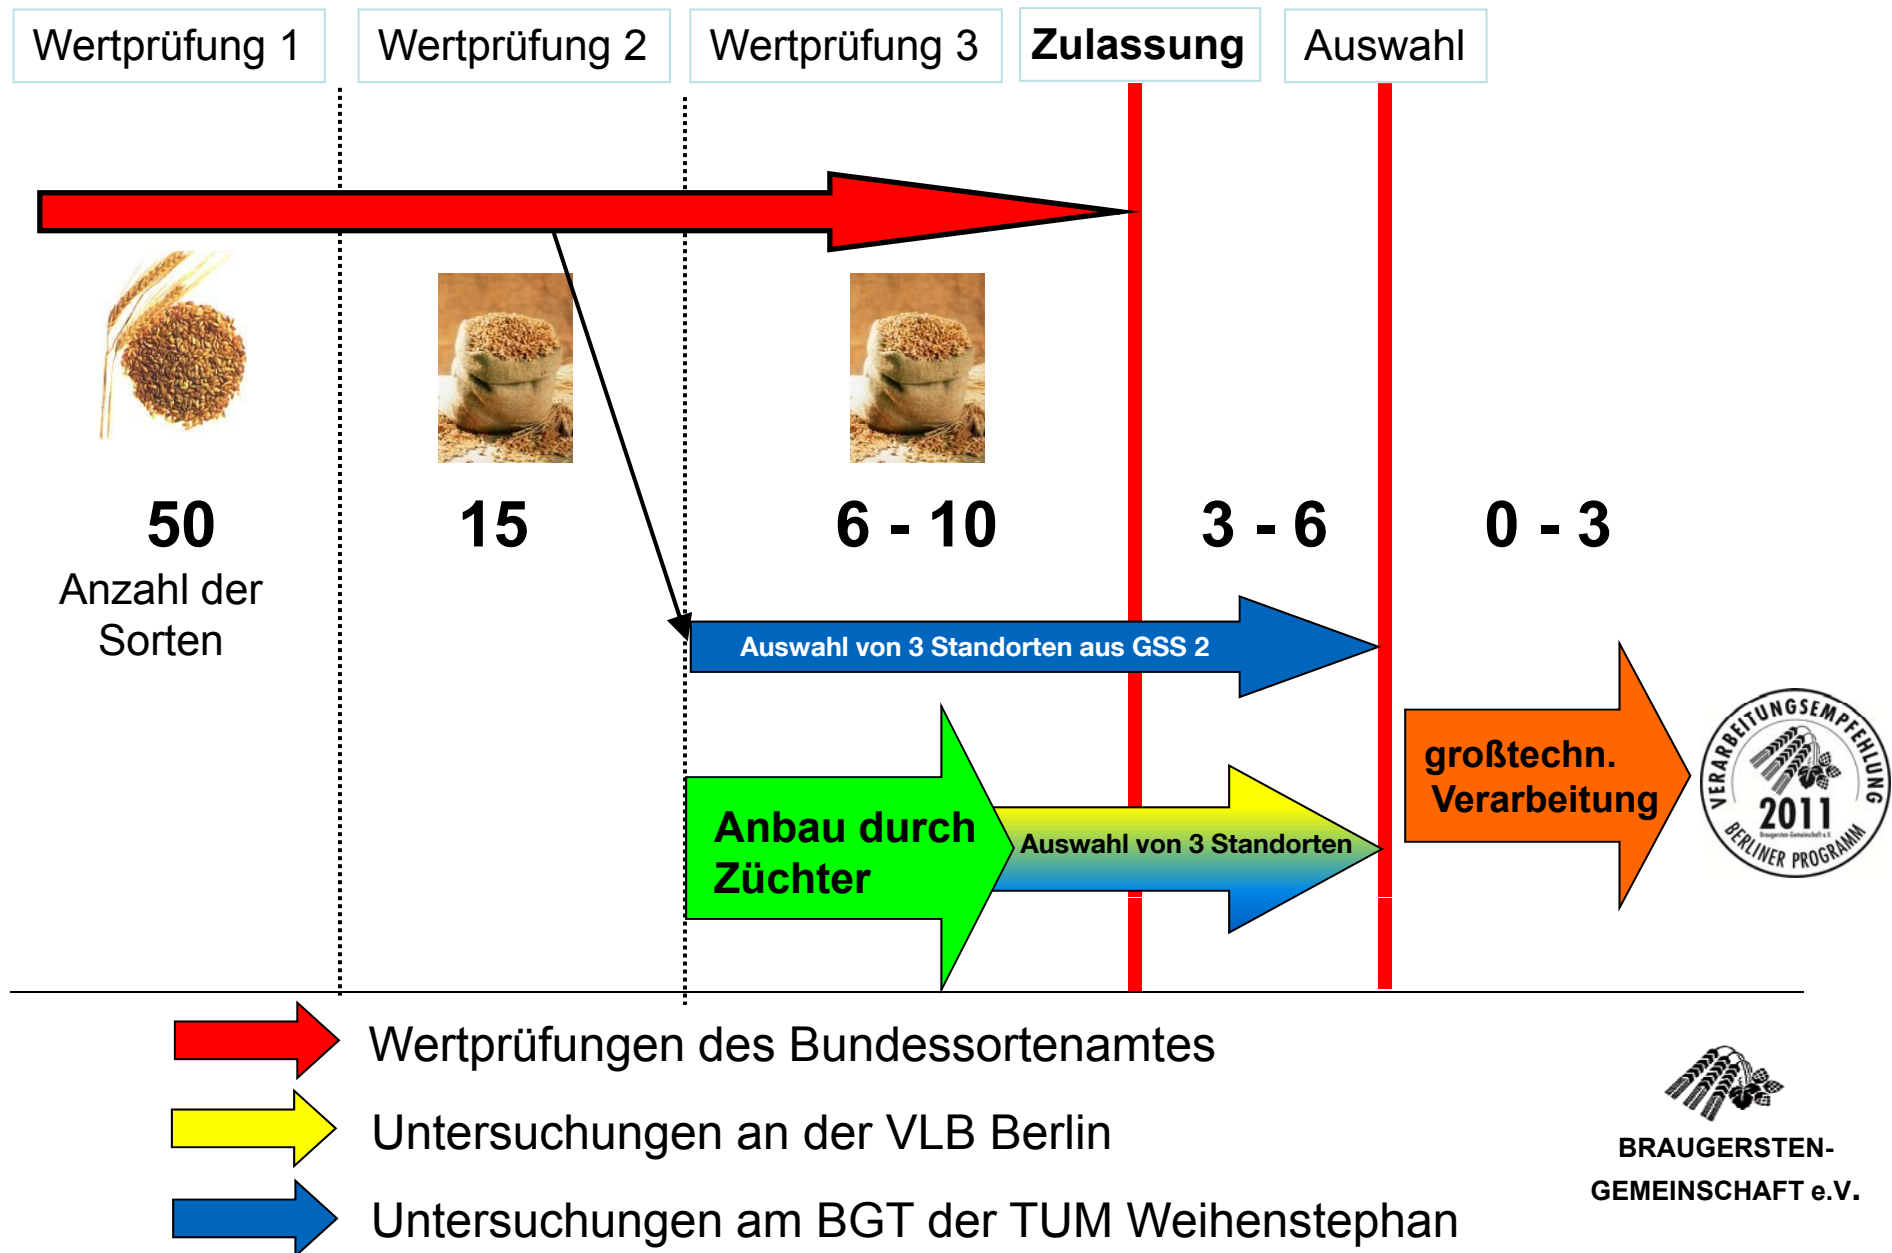 Wertprüfung 1
Wertprüfung 2
Wertprüfung 3
Zulassung
Auswahl
50
15
6 - 10
3 - 6
0 - 3
Anzahl der
Sorten
Auswahl von 3 Standorten aus GSS 2
Anbau durch
Züchter
Auswahl von 3 Standorten
großtechn.
Verarbeitung
VERARBEITUNGSEMPFEHLUNG
2011
Braugersten-Gemeinschaft e.V.
BERLINER PROGRAMM
Wertprüfungen des Bundessortenamtes
Untersuchungen an der VLB Berlin
Untersuchungen am BGT der TUM Weihenstephan
BRAUGERSTEN-
GEMEINSCHAFT e.V.